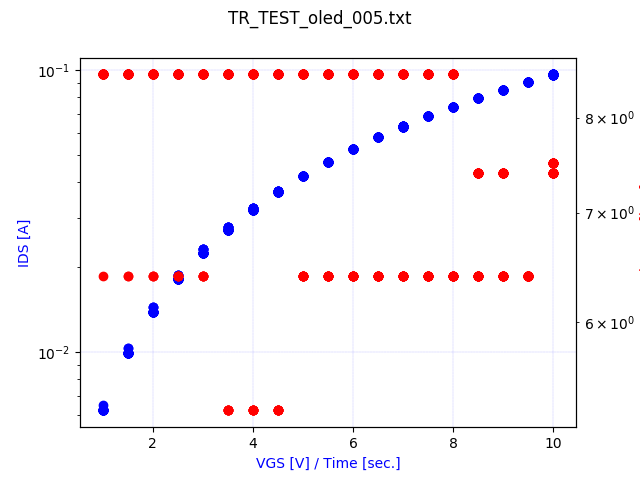 TR_TEST_oled_005.txt
10⁻¹
10⁻²
IDS [A]
8 × 10⁰
7 × 10⁰
6 × 10⁰
2 4 6 8 10
VGS [V] / Time [sec.]